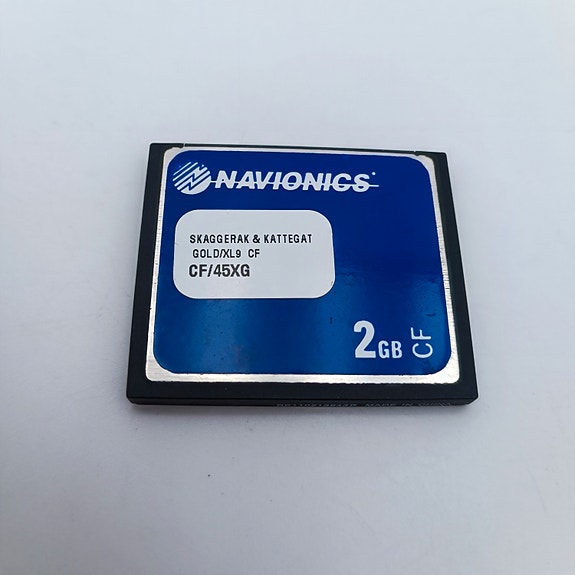 NAVIONICS
SKAGGERAK & KATTEGAT
GOLD/XL9 CF
CF/45XG
2GB CF